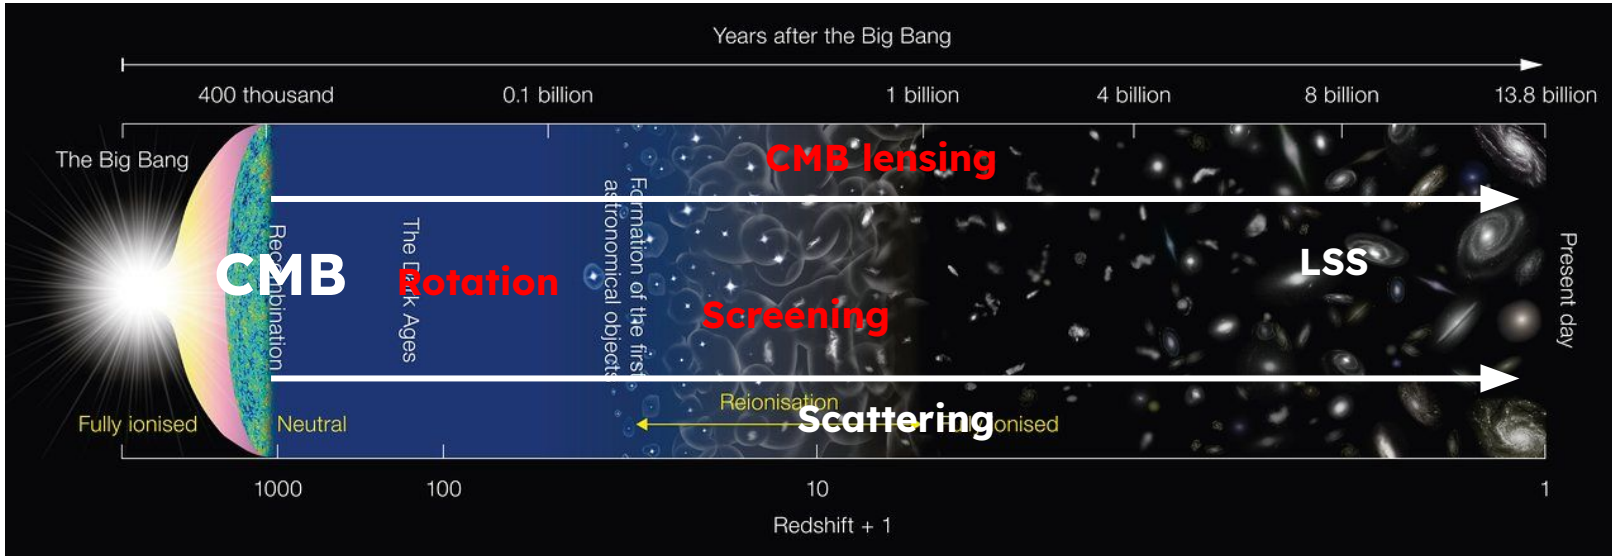 Years after the Big Bang
400 thousand
0.1 billion
1 billion
4 billion
8 billion
13.8 billion
The Big Bang
CMB lensing
Recombination
CMB
The Dark Ages
Rotation
Formation of the first
astronomical objects
Screening
LSS
Present day
Reionisation
Scattering
Fully ionised
Neutral
Fully ionised
1000
100
10
1
Redshift + 1